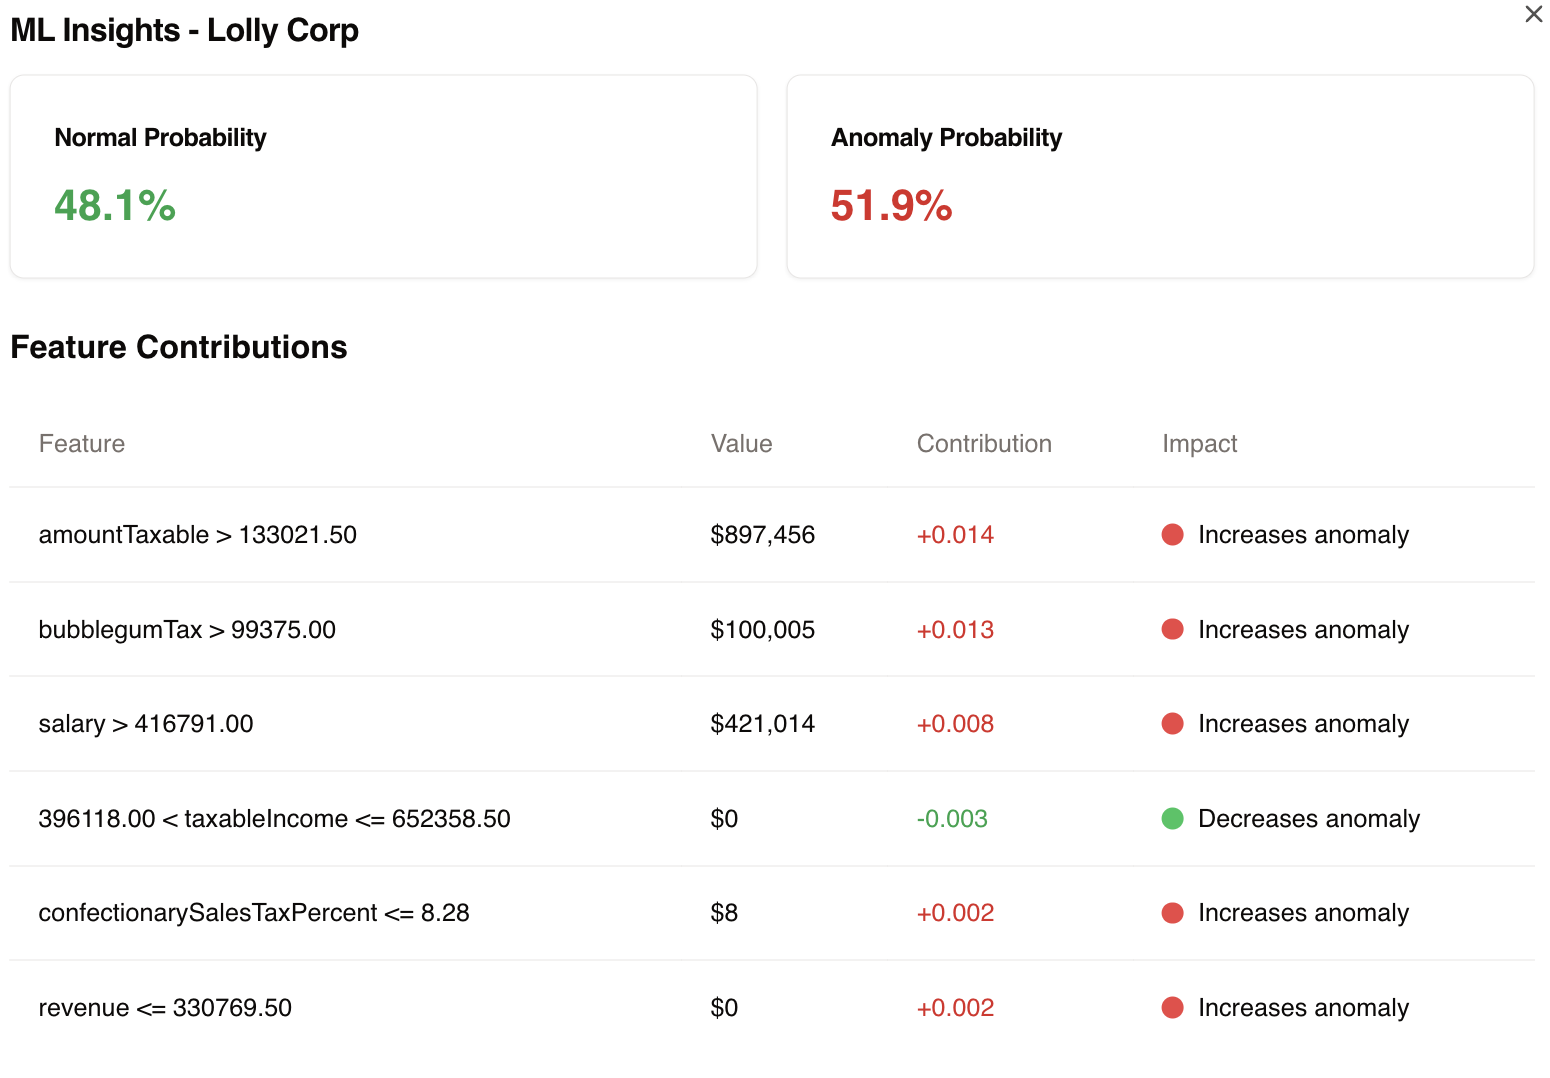 ML Insights - Lolly Corp
Normal Probability
48.1%
Anomaly Probability
51.9%
Feature Contributions
Feature Value Contribution Impact
amountTaxable > 133021.50 $897,456 +0.014 Increases anomaly
bubblegumTax > 99375.00 $100,005 +0.013 Increases anomaly
salary > 416791.00 $421,014 +0.008 Increases anomaly
396118.00 < taxableIncome <= 652358.50 $0 -0.003 Decreases anomaly
confectionarySalesTaxPercent <= 8.28 $8 +0.002 Increases anomaly
revenue <= 330769.50 $0 +0.002 Increases anomaly